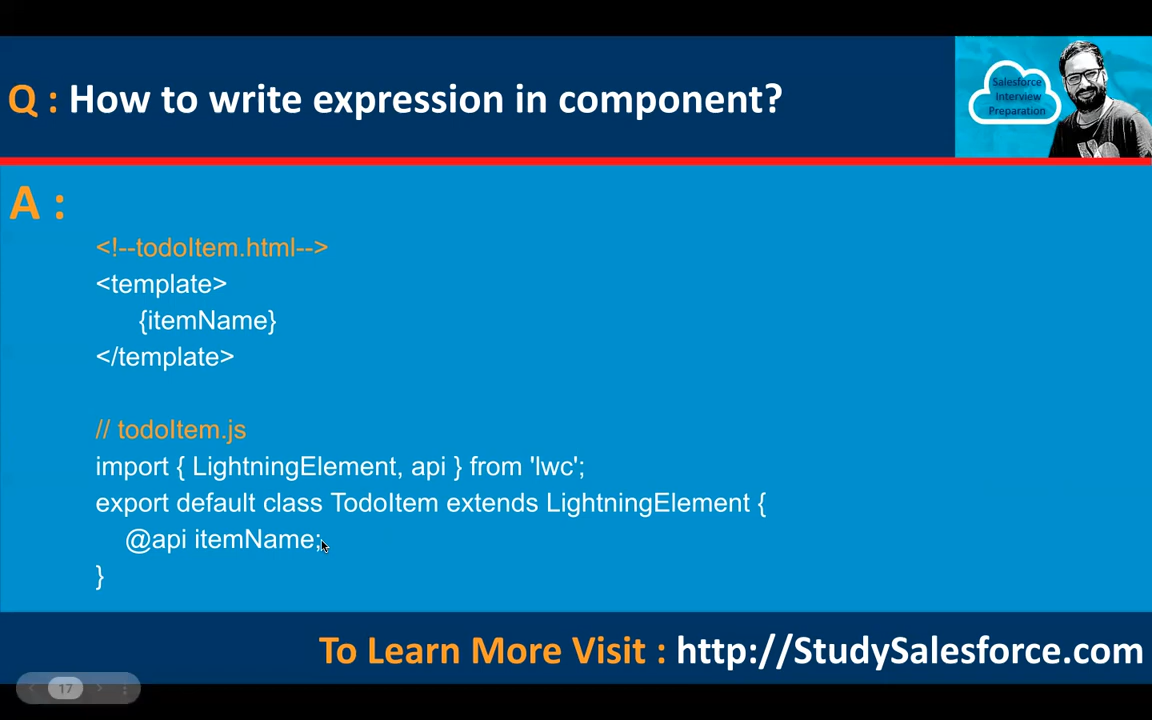 Q : How to write expression in component?
Salesforce
Interview
Preparation
A :
<!--todoItem.html-->
<template>
{itemName}
</template>
// todoItem.js
import { LightningElement, api } from 'lwc';
export default class TodoItem extends LightningElement {
@api itemName;
}
To Learn More Visit : http://StudySalesforce.com
17